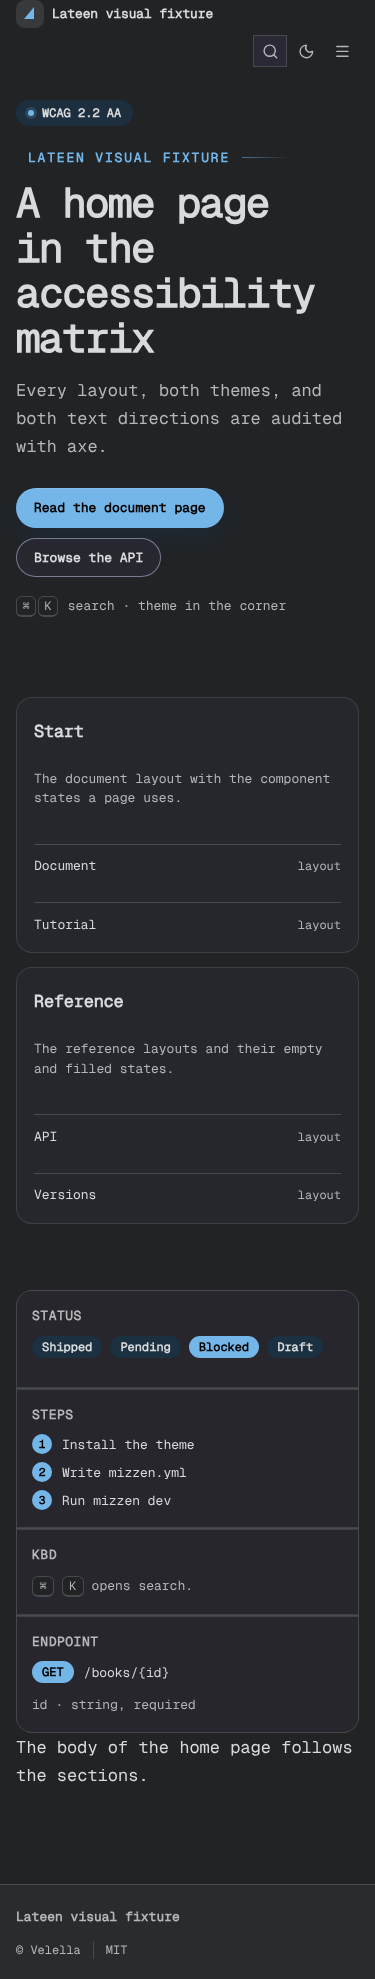 Lateen visual fixture
WCAG 2.2 AA
LATEEN VISUAL FIXTURE
A home page
in the
accessibility
matrix
Every layout, both themes, and
both text directions are audited
with axe.
Read the document page
Browse the API
⌘ K search · theme in the corner
Start
The document layout with the component
states a page uses.
Document layout
Tutorial layout
Reference
The reference layouts and their empty
and filled states.
API layout
Versions layout
STATUS
Shipped Pending Blocked Draft
STEPS
1 Install the theme
2 Write mizzen.yml
3 Run mizzen dev
KBD
⌘ K opens search.
ENDPOINT
GET /books/{id}
id · string, required
The body of the home page follows
the sections.
Lateen visual fixture
© Velella MIT